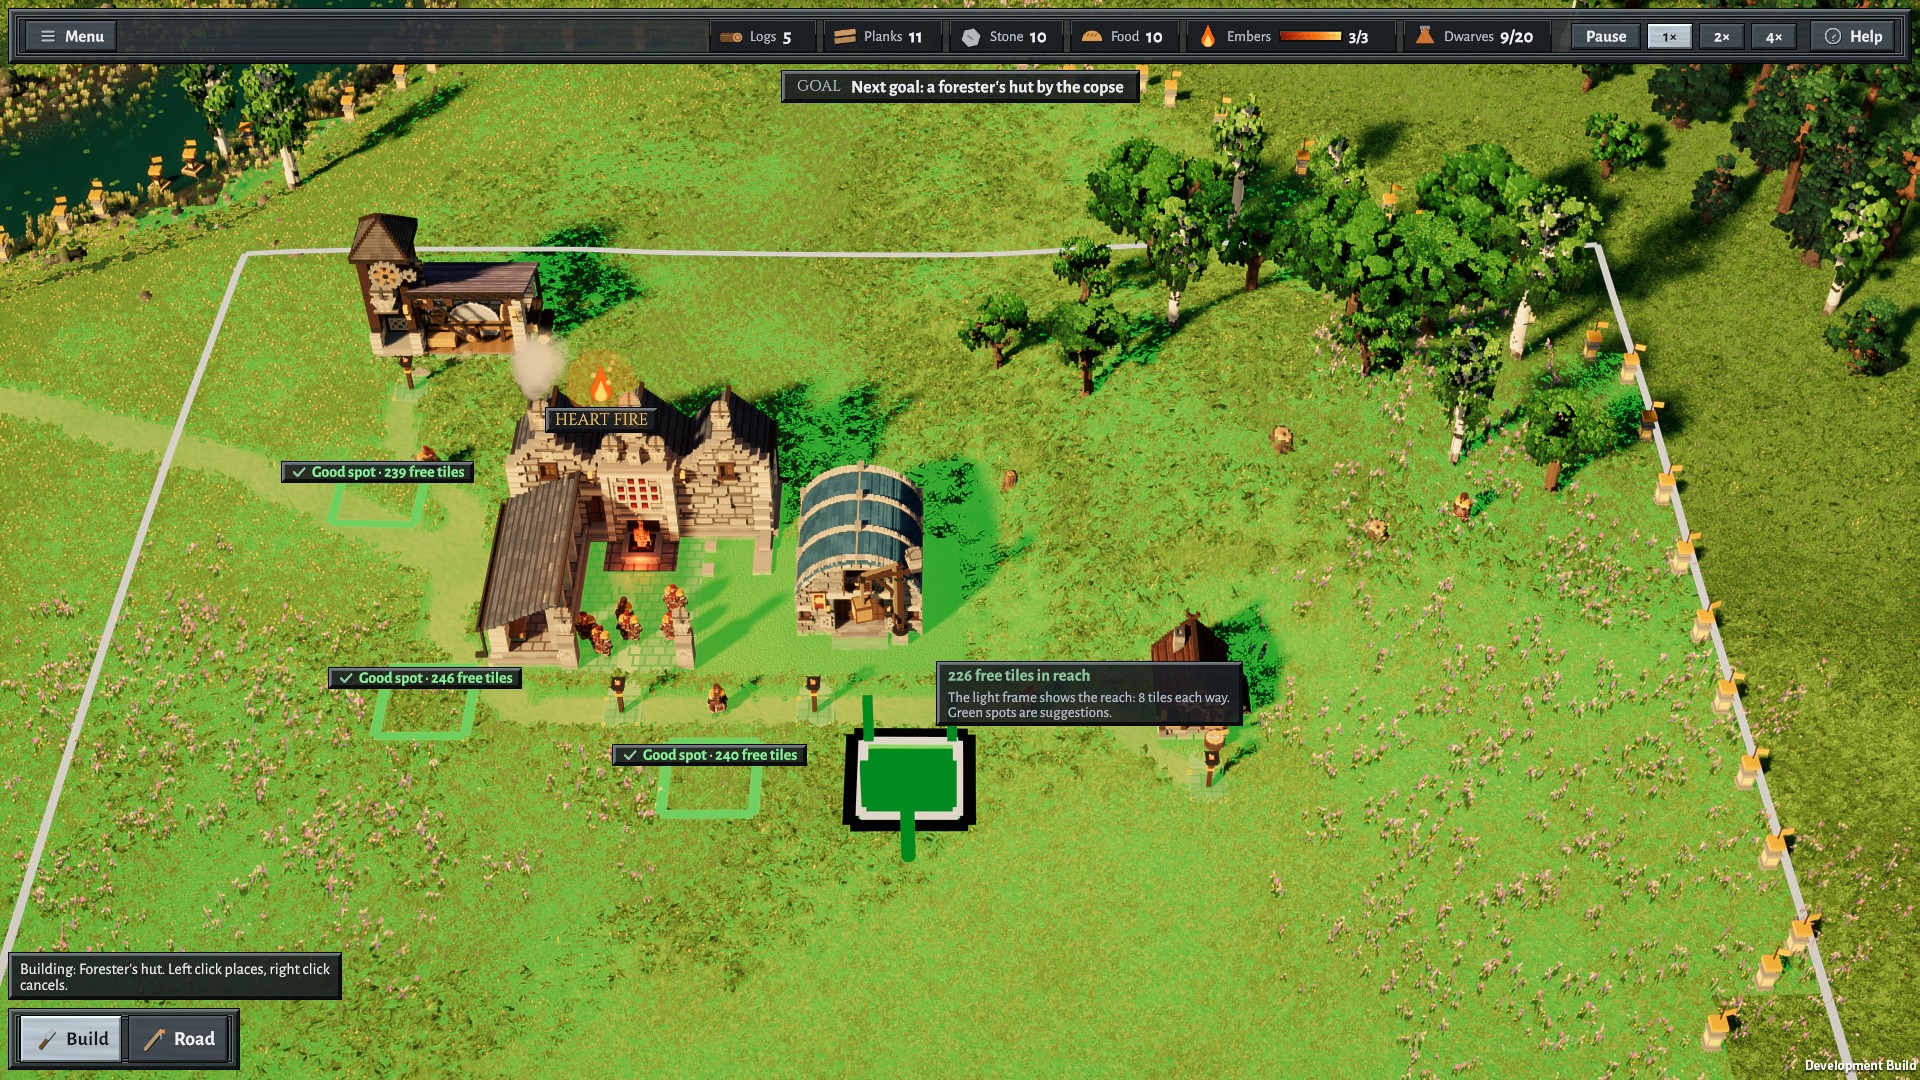 Menu
Logs 5
Planks 11
Stone 10
Food 10
Embers 3/3
Dwarves 9/20
Pause
1×
2×
4×
Help
GOAL Next goal: a forester's hut by the copse
HEART FIRE
Good spot · 239 free tiles
Good spot · 246 free tiles
226 free tiles in reach
The light frame shows the reach: 8 tiles each way.
Green spots are suggestions.
Good spot · 240 free tiles
Building: Forester's hut. Left click places, right click
cancels.
Build
Road
Development Build